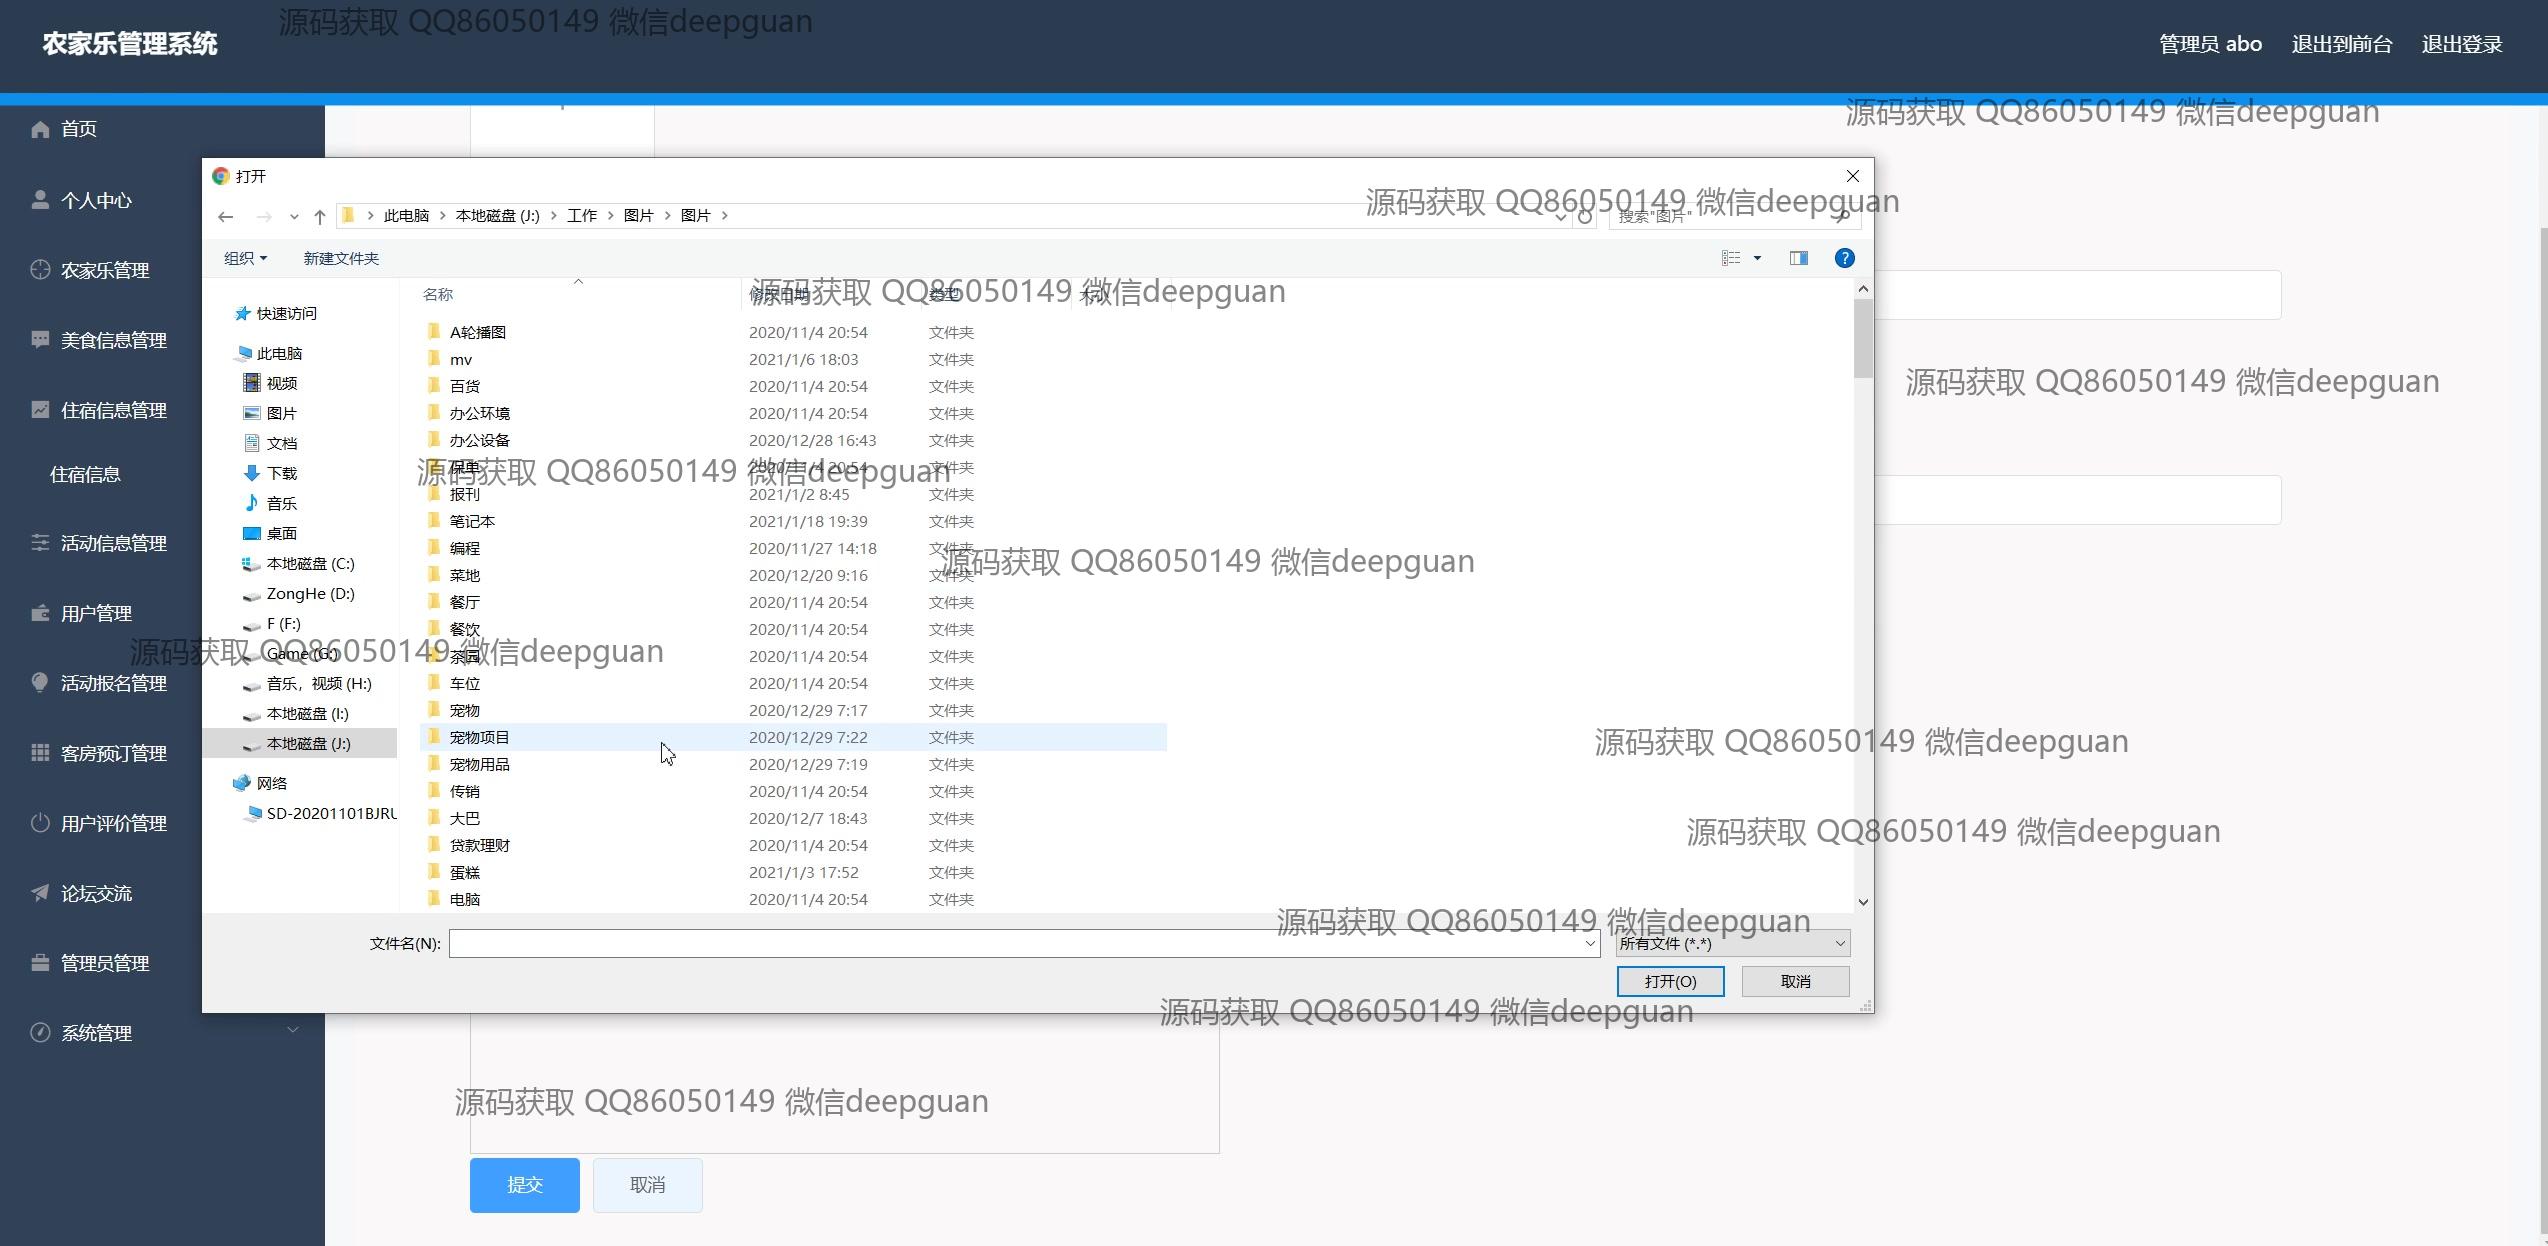 源码获取 QQ86050149 微信deepguan
农家乐管理系统
管理员 abo 退出到前台 退出登录
源码获取 QQ86050149 微信deepguan
首页
个人中心
农家乐管理
美食信息管理
住宿信息管理
住宿信息
活动信息管理
用户管理
活动报名管理
客房预订管理
用户评价管理
论坛交流
管理员管理
系统管理
打开
此电脑 本地磁盘 (J:) 工作 图片 图片
搜索"图片"
源码获取 QQ86050149 微信deepguan
组织 新建文件夹
快速访问
此电脑
视频
图片
文档
下载
音乐
桌面
本地磁盘 (C:)
ZongHe (D:)
F (F:)
Game (G:)
音乐，视频 (H:)
本地磁盘 (I:)
本地磁盘 (J:)
网络
SD-20201101BJRU
名称 修改日期 类型 大小
源码获取 QQ86050149 微信deepguan
A轮播图 2020/11/4 20:54 文件夹
mv 2021/1/6 18:03 文件夹
百货 2020/11/4 20:54 文件夹
源码获取 QQ86050149 微信deepguan
办公环境 2020/11/4 20:54 文件夹
办公设备 2020/12/28 16:43 文件夹
保单 2020/11/4 20:54 文件夹
源码获取 QQ86050149 微信deepguan
报刊 2021/1/2 8:45 文件夹
笔记本 2021/1/18 19:39 文件夹
编程 2020/11/27 14:18 文件夹
源码获取 QQ86050149 微信deepguan
菜地 2020/12/20 9:16 文件夹
餐厅 2020/11/4 20:54 文件夹
餐饮 2020/11/4 20:54 文件夹
源码获取 QQ86050149 微信deepguan
茶园 2020/11/4 20:54 文件夹
车位 2020/11/4 20:54 文件夹
宠物 2020/12/29 7:17 文件夹
宠物项目 2020/12/29 7:22 文件夹
源码获取 QQ86050149 微信deepguan
宠物用品 2020/12/29 7:19 文件夹
传销 2020/11/4 20:54 文件夹
大巴 2020/12/7 18:43 文件夹
源码获取 QQ86050149 微信deepguan
贷款理财 2020/11/4 20:54 文件夹
蛋糕 2021/1/3 17:52 文件夹
电脑 2020/11/4 20:54 文件夹
源码获取 QQ86050149 微信deepguan
文件名(N): 所有文件 (*.*)
打开(O) 取消
源码获取 QQ86050149 微信deepguan
源码获取 QQ86050149 微信deepguan
提交 取消